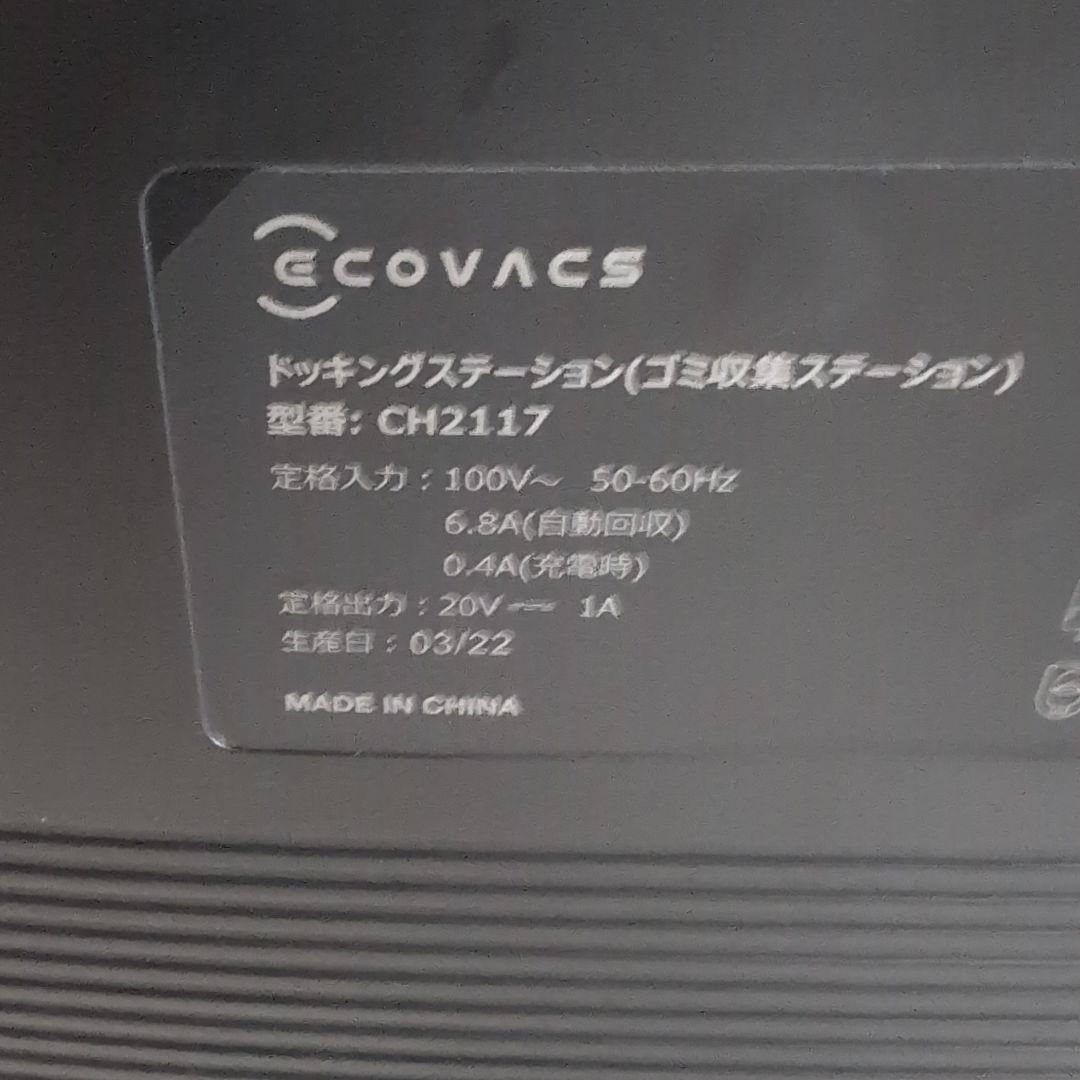 ECOVACS
ドッキングステーション(ゴミ収集ステーション)
型番: CH2117
定格入力：100V～ 50-60Hz
6.8A(自動回収)
0.4A(充電時)
定格出力：20V⎓ 1A
生産日：03/22
MADE IN CHINA